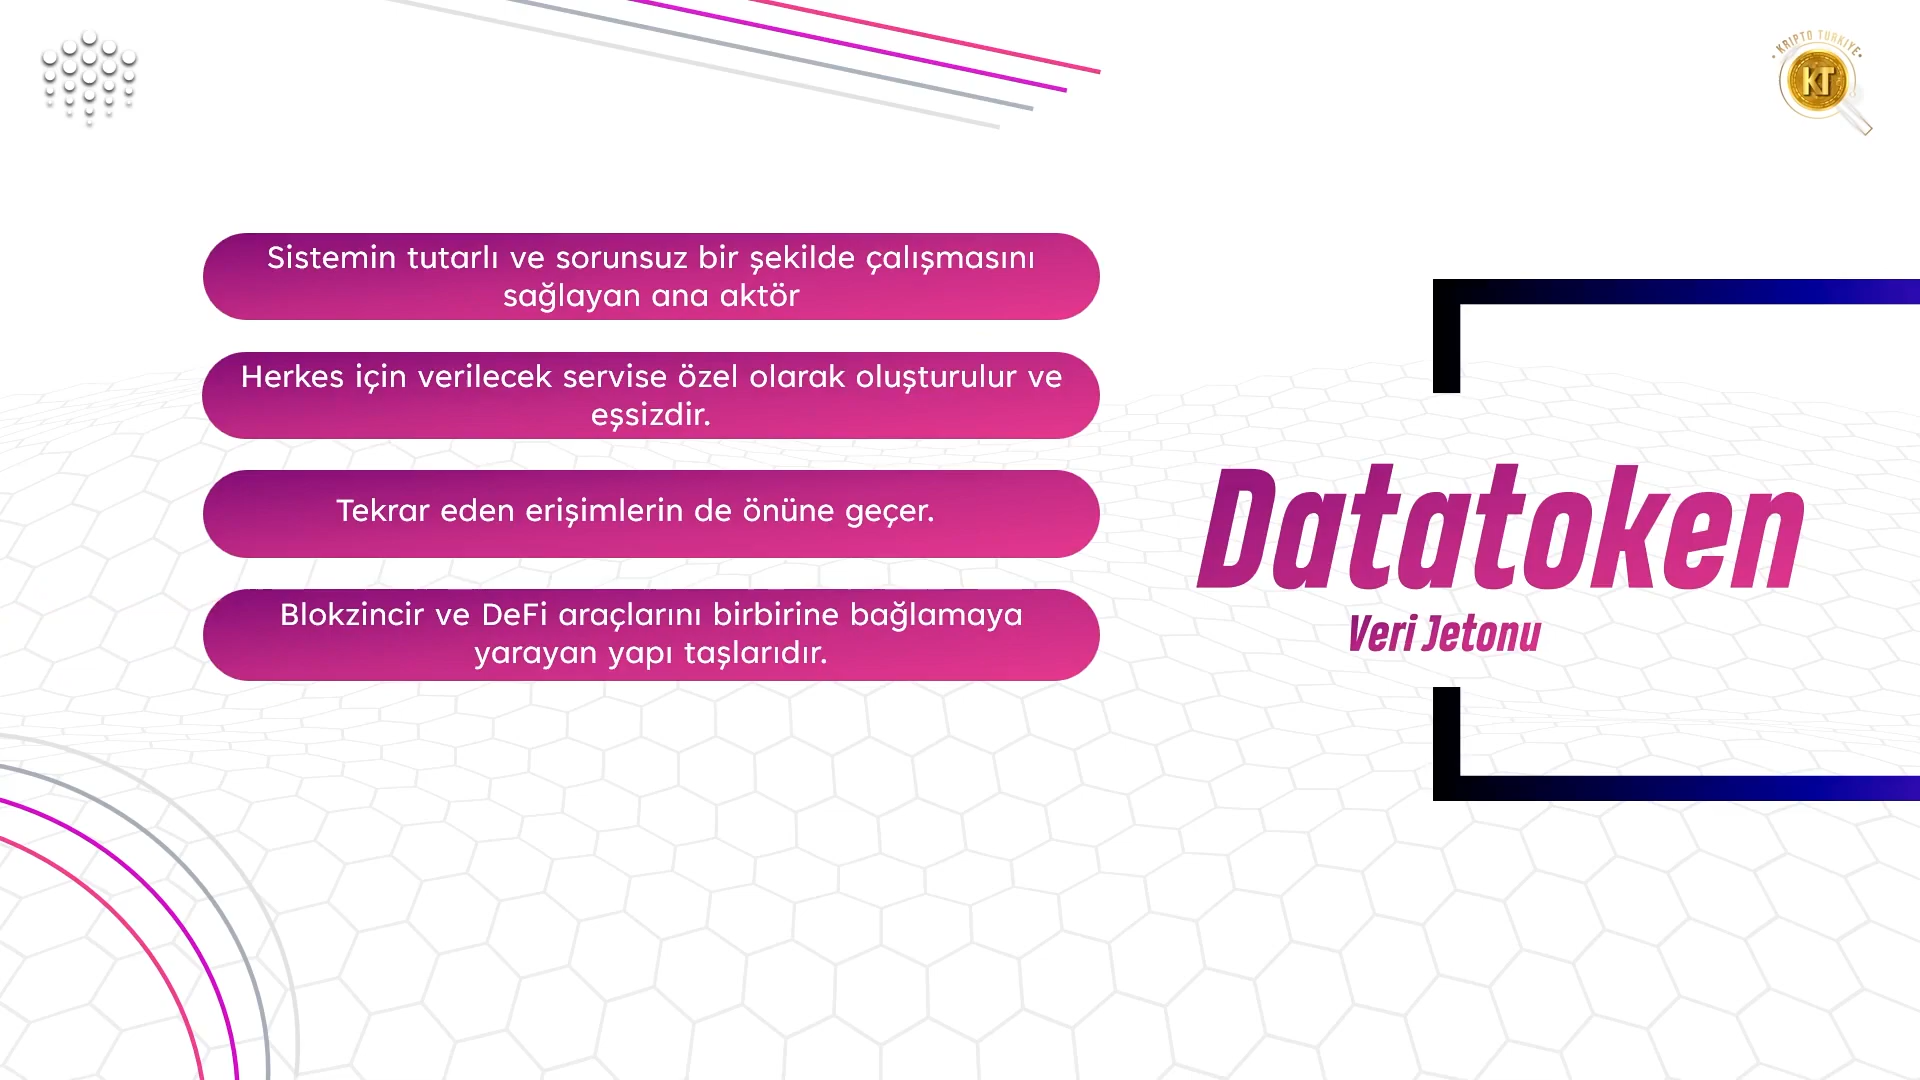 KRIPTO TURKIYE
KT
Sistemin tutarlı ve sorunsuz bir şekilde çalışmasını
sağlayan ana aktör
Herkes için verilecek servise özel olarak oluşturulur ve
eşsizdir.
Tekrar eden erişimlerin de önüne geçer.
Blokzincir ve DeFi araçlarını birbirine bağlamaya
yarayan yapı taşlarıdır.
Datatoken
Veri Jetonu